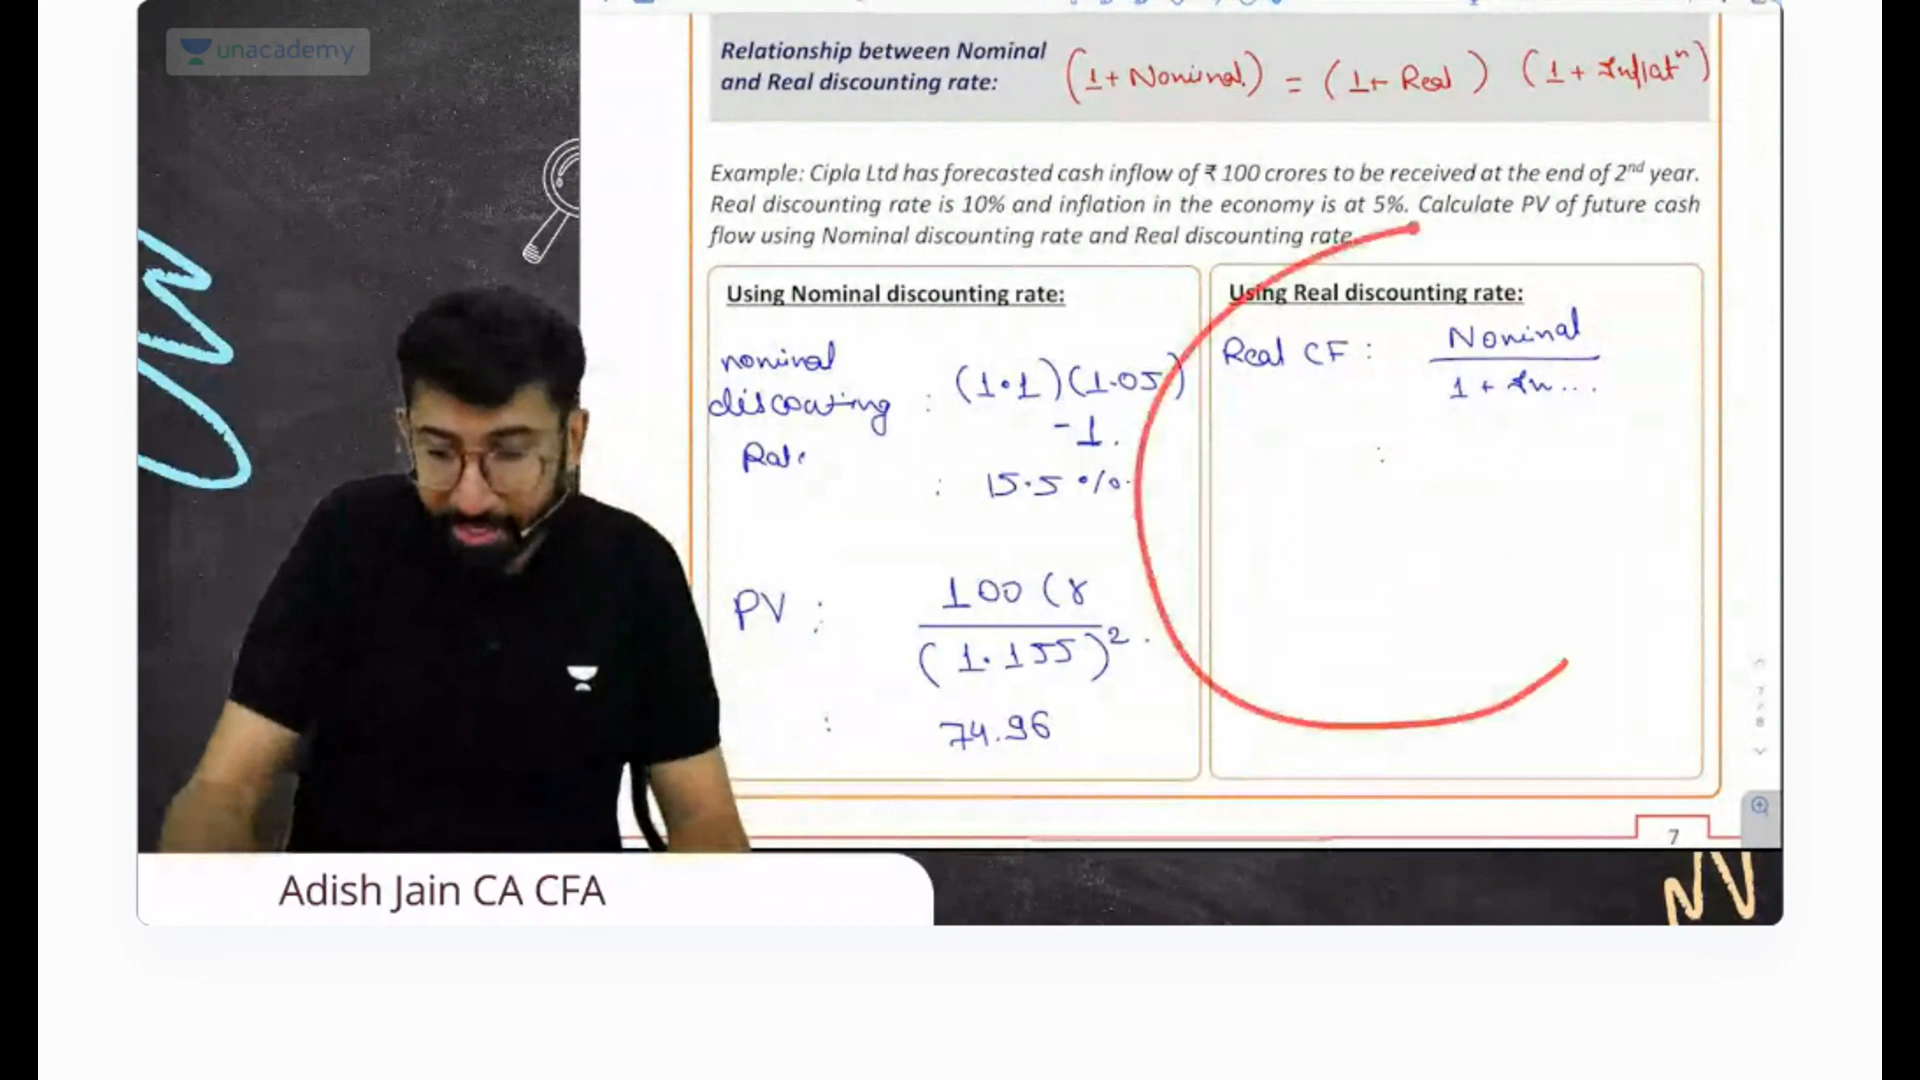 unacademy
Relationship between Nominal
and Real discounting rate:
(1+ Nominal) = (1+ Real) (1 + Inflatⁿ)
Example: Cipla Ltd has forecasted cash inflow of ₹ 100 crores to be received at the end of 2nd year.
Real discounting rate is 10% and inflation in the economy is at 5%. Calculate PV of future cash
flow using Nominal discounting rate and Real discounting rate.
Using Nominal discounting rate:
nominal
discoating : (1.1)(1.05)
Rate -1.
: 15.5 %.
PV : 100 Cr
(1.155)²
: 74.96
Using Real discounting rate:
Real CF : Nominal
1 + In...
:
7
Adish Jain CA CFA